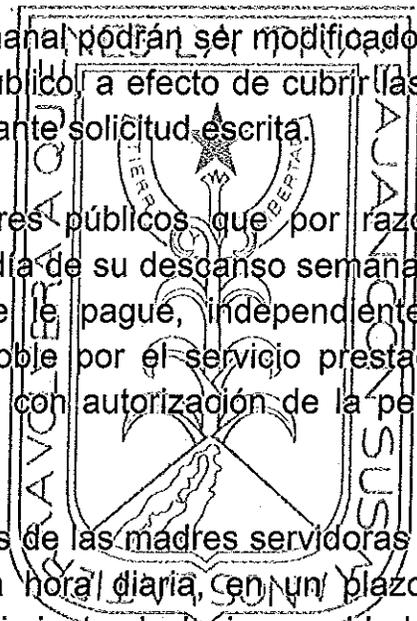 anal podrán ser modificado
blico, a efecto de cubrir las
ante solicitud escrita.
TIERR
LIBERTAD
res públicos que por razo
día de su descanso semana
e le pague, independiente
oble por el servicio presta
con autorización de la pe
s de las madres servidoras
hora diaria, en un plazo